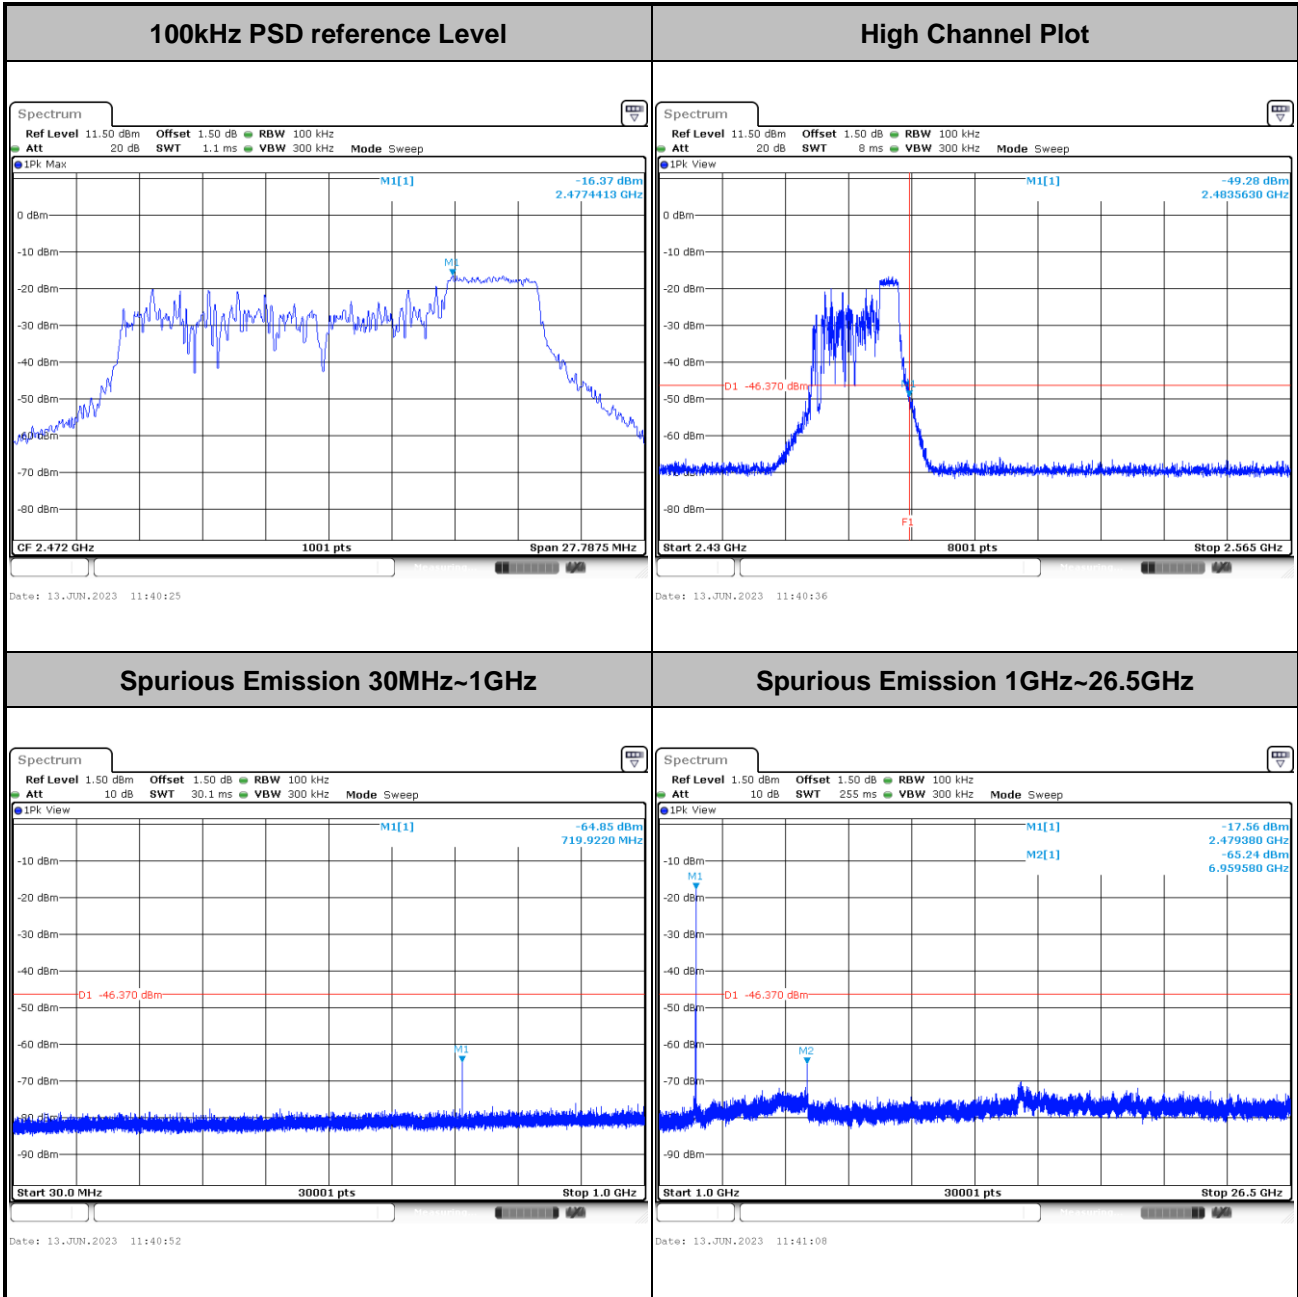 100kHz PSD reference Level
High Channel Plot
Spectrum
Ref Level 11.50 dBm Offset 1.50 dB RBW 100 kHz
Att 20 dB SWT 1.1 ms VBW 300 kHz Mode Sweep
1Pk Max
M1[1] -16.37 dBm
2.4774413 GHz
0 dBm
-10 dBm
M1
-20 dBm
-30 dBm
-40 dBm
-50 dBm
-60 dBm
-70 dBm
-80 dBm
CF 2.472 GHz 1001 pts Span 27.7875 MHz
Measuring
Date: 13.JUN.2023 11:40:25
Spectrum
Ref Level 11.50 dBm Offset 1.50 dB RBW 100 kHz
Att 20 dB SWT 8 ms VBW 300 kHz Mode Sweep
1Pk View
M1[1] -49.28 dBm
2.4835630 GHz
0 dBm
-10 dBm
-20 dBm
-30 dBm
-40 dBm
D1 -46.370 dBm
-50 dBm
-60 dBm
-70 dBm
-80 dBm
F1
Start 2.43 GHz 8001 pts Stop 2.565 GHz
Measuring
Date: 13.JUN.2023 11:40:36
Spurious Emission 30MHz~1GHz
Spurious Emission 1GHz~26.5GHz
Spectrum
Ref Level 1.50 dBm Offset 1.50 dB RBW 100 kHz
Att 10 dB SWT 30.1 ms VBW 300 kHz Mode Sweep
1Pk View
M1[1] -64.85 dBm
719.9220 MHz
-10 dBm
-20 dBm
-30 dBm
-40 dBm
D1 -46.370 dBm
-50 dBm
-60 dBm
M1
-70 dBm
-80 dBm
-90 dBm
Start 30.0 MHz 30001 pts Stop 1.0 GHz
Measuring
Date: 13.JUN.2023 11:40:52
Spectrum
Ref Level 1.50 dBm Offset 1.50 dB RBW 100 kHz
Att 10 dB SWT 255 ms VBW 300 kHz Mode Sweep
1Pk View
M1[1] -17.56 dBm
2.479380 GHz
M2[1] -65.24 dBm
6.959580 GHz
-10 dBm
M1
-20 dBm
-30 dBm
-40 dBm
D1 -46.370 dBm
-50 dBm
-60 dBm
M2
-70 dBm
-80 dBm
-90 dBm
Start 1.0 GHz 30001 pts Stop 26.5 GHz
Measuring
Date: 13.JUN.2023 11:41:08